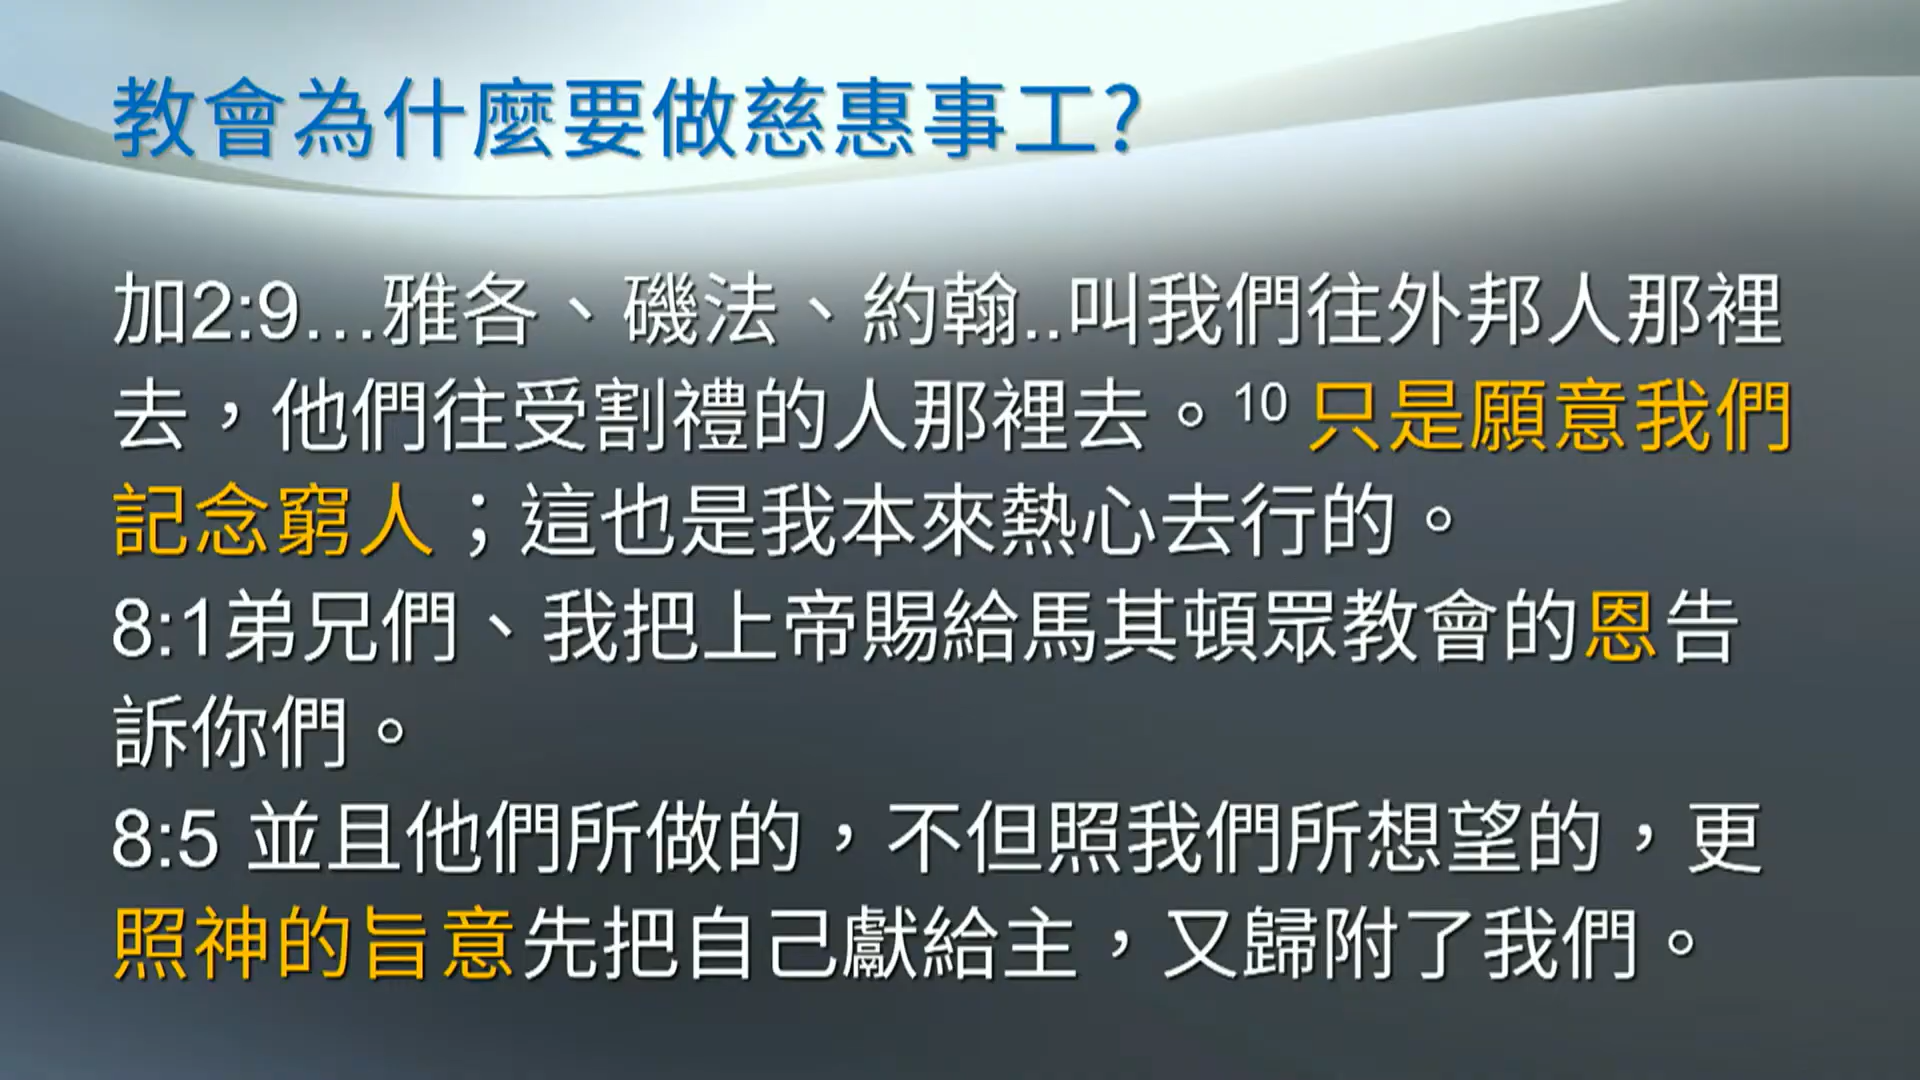 教會為什麼要做慈惠事工?
加2:9…雅各、磯法、約翰..叫我們往外邦人那裡
去，他們往受割禮的人那裡去。10 只是願意我們
記念窮人；這也是我本來熱心去行的。
8:1弟兄們、我把上帝賜給馬其頓眾教會的恩告
訴你們。
8:5 並且他們所做的，不但照我們所想望的，更
照神的旨意先把自己獻給主，又歸附了我們。